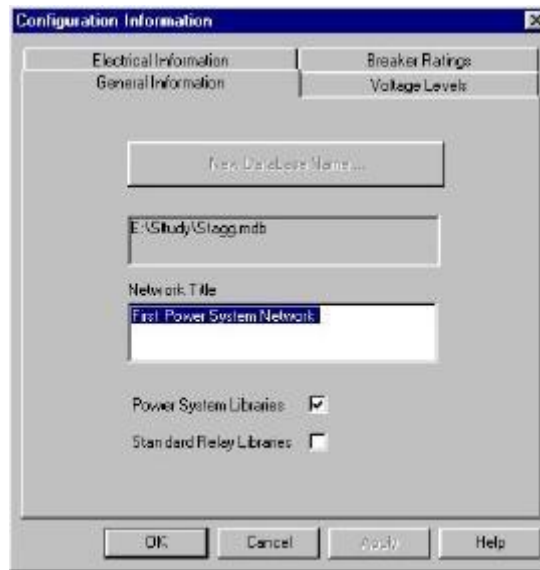 Configuration Information
Electrical Information
Breaker Ratings
General Information
Voltage Levels
New Database Name...
E:\Study\Stagg.mdb
Network Title
First Power System Network
Power System Libraries
Standard Relay Libraries
OK
Cancel
Apply
Help